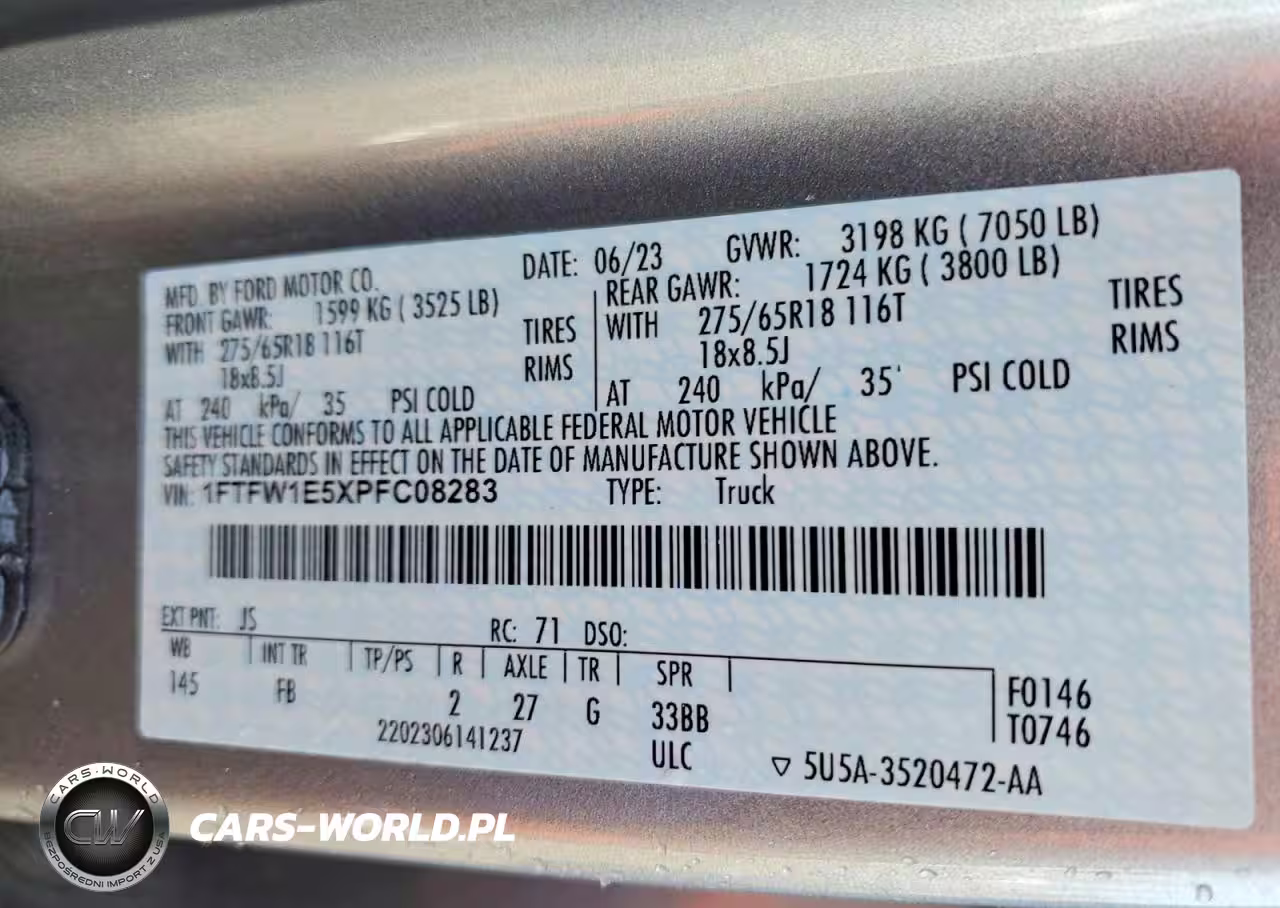 MFD. BY FORD MOTOR CO. DATE: 06/23 GVWR: 3198 KG ( 7050 LB)
FRONT GAWR: 1599 KG ( 3525 LB) REAR GAWR: 1724 KG ( 3800 LB)
WITH 275/65R18 116T TIRES WITH 275/65R18 116T TIRES
18x8.5J RIMS 18x8.5J RIMS
AT 240 kPa/ 35 PSI COLD AT 240 kPa/ 35 PSI COLD
THIS VEHICLE CONFORMS TO ALL APPLICABLE FEDERAL MOTOR VEHICLE
SAFETY STANDARDS IN EFFECT ON THE DATE OF MANUFACTURE SHOWN ABOVE.
VIN: 1FTFW1E5XPFC08283 TYPE: Truck
EXT PNT: JS RC: 71 DSO:
WB INT TR TP/PS R AXLE TR SPR
145 FB 2 27 G 33BB
F0146
T0746
2202306141237 ULC ▽ 5U5A-3520472-AA
CARS-WORLD
CW
BEZPOŚREDNI IMPORT Z USA
CARS-WORLD.PL